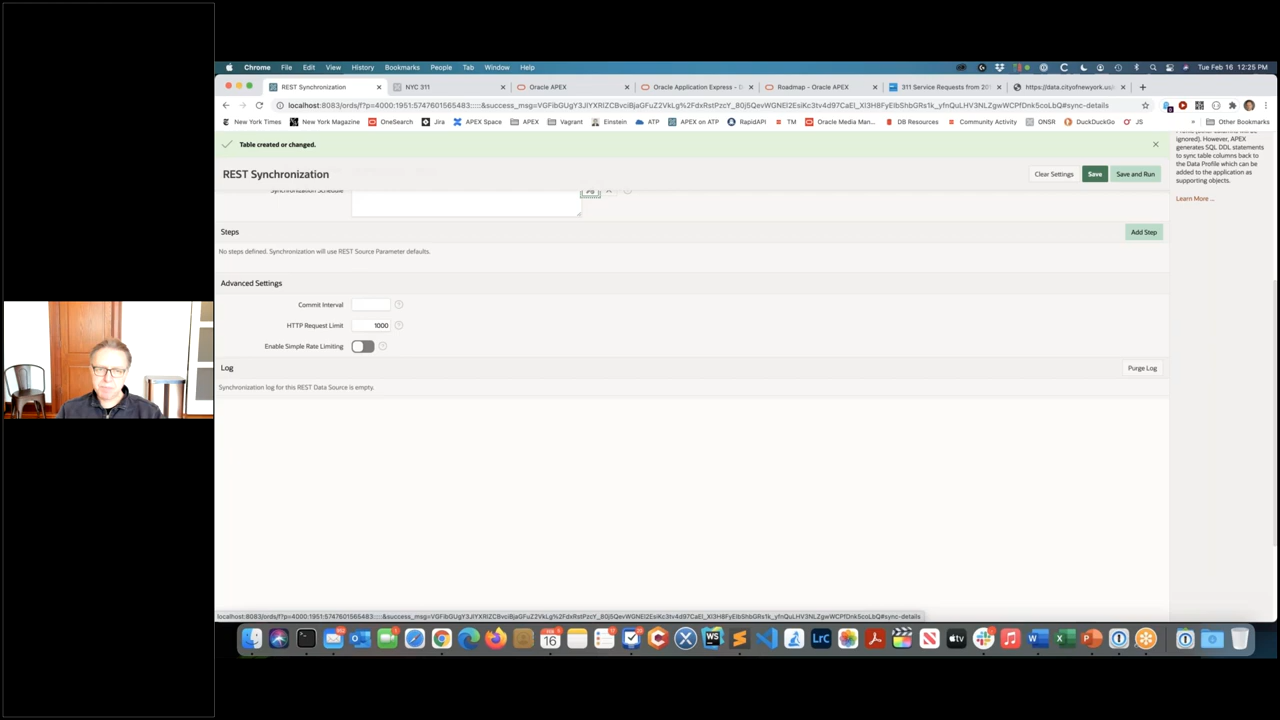 Chrome File Edit View History Bookmarks People Tab Window Help Tue Feb 16 12:25 PM
REST Synchronization NYC 311 Oracle APEX Oracle Application Express - D Roadmap - Oracle APEX 311 Service Requests from 20 https://data.cityofnewyork.us/
New York Times New York Magazine OneSearch Jira APEX Space APEX Vagrant Einstein ATP APEX on ATP RapidAPI TM Oracle Media Man DB Resources Community Activity ONSR DuckDuckGo JS » Other Bookmarks
Table created or changed.
ignored). However, APEX
generates SQL DDL statements
to sync table columns back to
the Data Profile which can be
added to the application as
supporting objects.
Learn More ...
REST Synchronization
Clear Settings Save Save and Run
Synchronization Schedule
Steps
Add Step
No steps defined. Synchronization will use REST Source Parameter defaults.
Advanced Settings
Commit Interval
HTTP Request Limit 1000
Enable Simple Rate Limiting
Log
Purge Log
Synchronization log for this REST Data Source is empty.